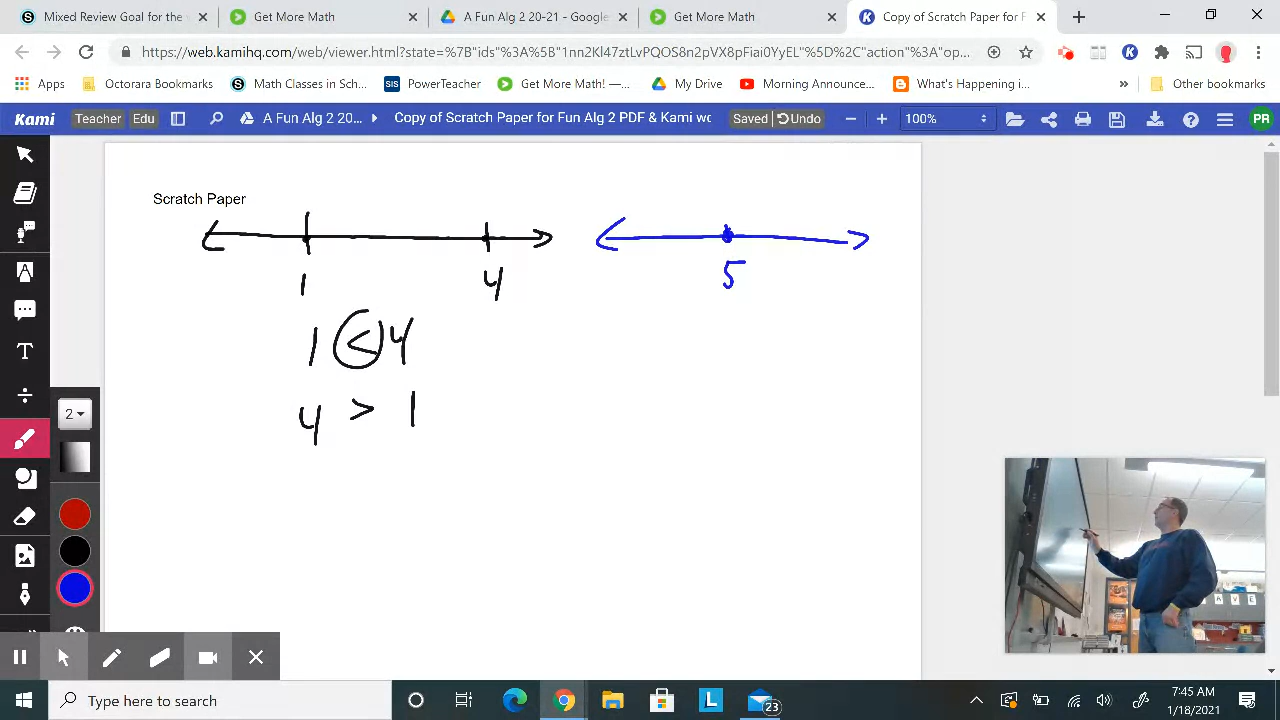 Mixed Review Goal for the
Get More Math
A Fun Alg 2 20-21 - Google
Get More Math
Copy of Scratch Paper for F
https://web.kamihq.com/web/viewer.html?state=%7B"ids"%3A%5B"1nn2Kl47ztLvPOOS8n2pVX8pFiai0YyEL"%5D%2C"action"%3A"op...
Apps
Octorara Bookmarks
Math Classes in Sch...
SIS
PowerTeacher
Get More Math! —...
My Drive
Morning Announce...
What's Happening i...
»
Other bookmarks
Kami
Teacher
Edu
A Fun Alg 2 20...
Copy of Scratch Paper for Fun Alg 2 PDF & Kami wo
Saved
Undo
100%
PR
Scratch Paper
1 4
5
1 < 4
4 > 1
2
Type here to search
L
23
7:45 AM
1/18/2021